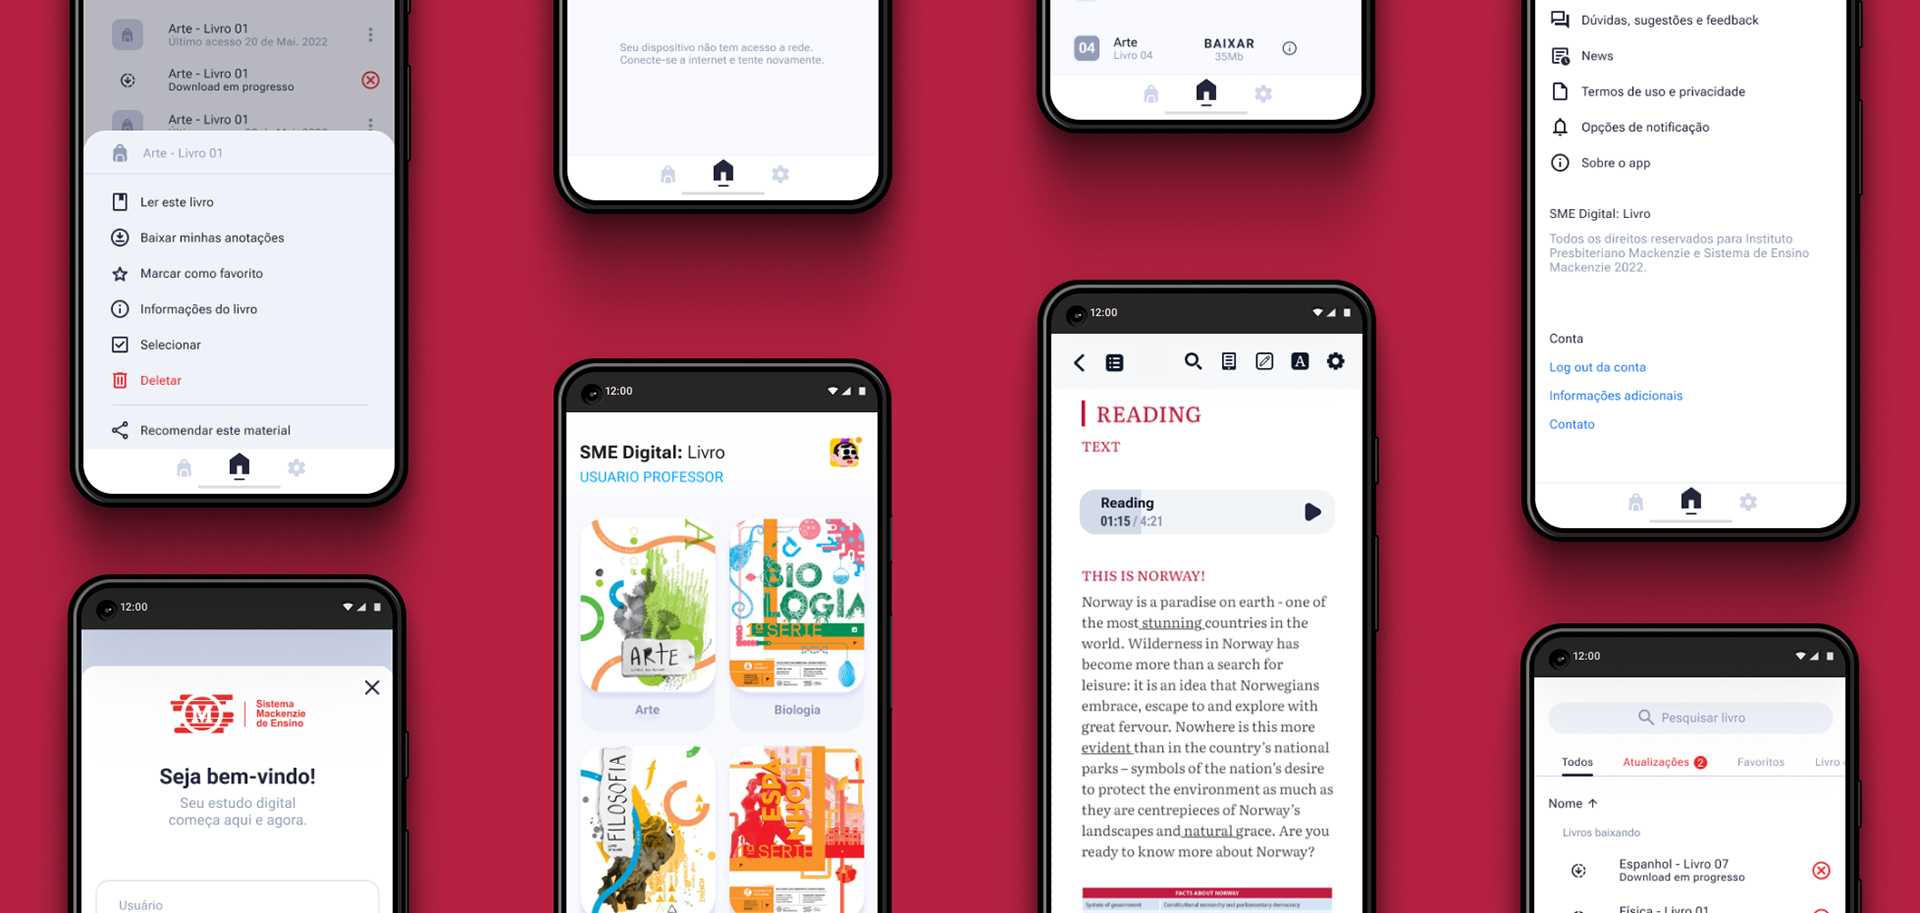 Arte - Livro 01
Último acesso 20 de Mai. 2022
Arte - Livro 01
Download em progresso
Arte - Livro 01
Arte - Livro 01
Ler este livro
Baixar minhas anotações
Marcar como favorito
Informações do livro
Selecionar
Deletar
Recomendar este material
12:00
M
Sistema
Mackenzie
de Ensino
Seja bem-vindo!
Seu estudo digital
começa aqui e agora.
Usuário
Seu dispositivo não tem acesso a rede.
Conecte-se a internet e tente novamente.
12:00
SME Digital: Livro
USUARIO PROFESSOR
A
ARTE
Arte
BIO
LOGIA
1ª SÉRIE
Biologia
FILOSOFIA
ESPA
NHOL
1ª SÉRIE
04
Arte
Livro 04
BAIXAR
35Mb
12:00
A
READING
TEXT
Reading
01:15 / 4:21
THIS IS NORWAY!
Norway is a paradise on earth - one of
the most stunning countries in the
world. Wilderness in Norway has
become more than a search for
leisure: it is an idea that Norwegians
embrace, escape to and explore with
great fervour. Nowhere is this more
evident than in the country's national
parks – symbols of the nation's desire
to protect the environment as much as
they are centrepieces of Norway's
landscapes and natural grace. Are you
ready to know more about Norway?
FACTS ABOUT NORWAY
System of government
Constitutional monarchy and parliamentary democracy
Dúvidas, sugestões e feedback
News
Termos de uso e privacidade
Opções de notificação
Sobre o app
SME Digital: Livro
Todos os direitos reservados para Instituto
Presbiteriano Mackenzie e Sistema de Ensino
Mackenzie 2022.
Conta
Log out da conta
Informações adicionais
Contato
12:00
Pesquisar livro
Todos
Atualizações 2
Favoritos
Livro
Nome
Livros baixando
Espanhol - Livro 07
Download em progresso
Física - Livro 01